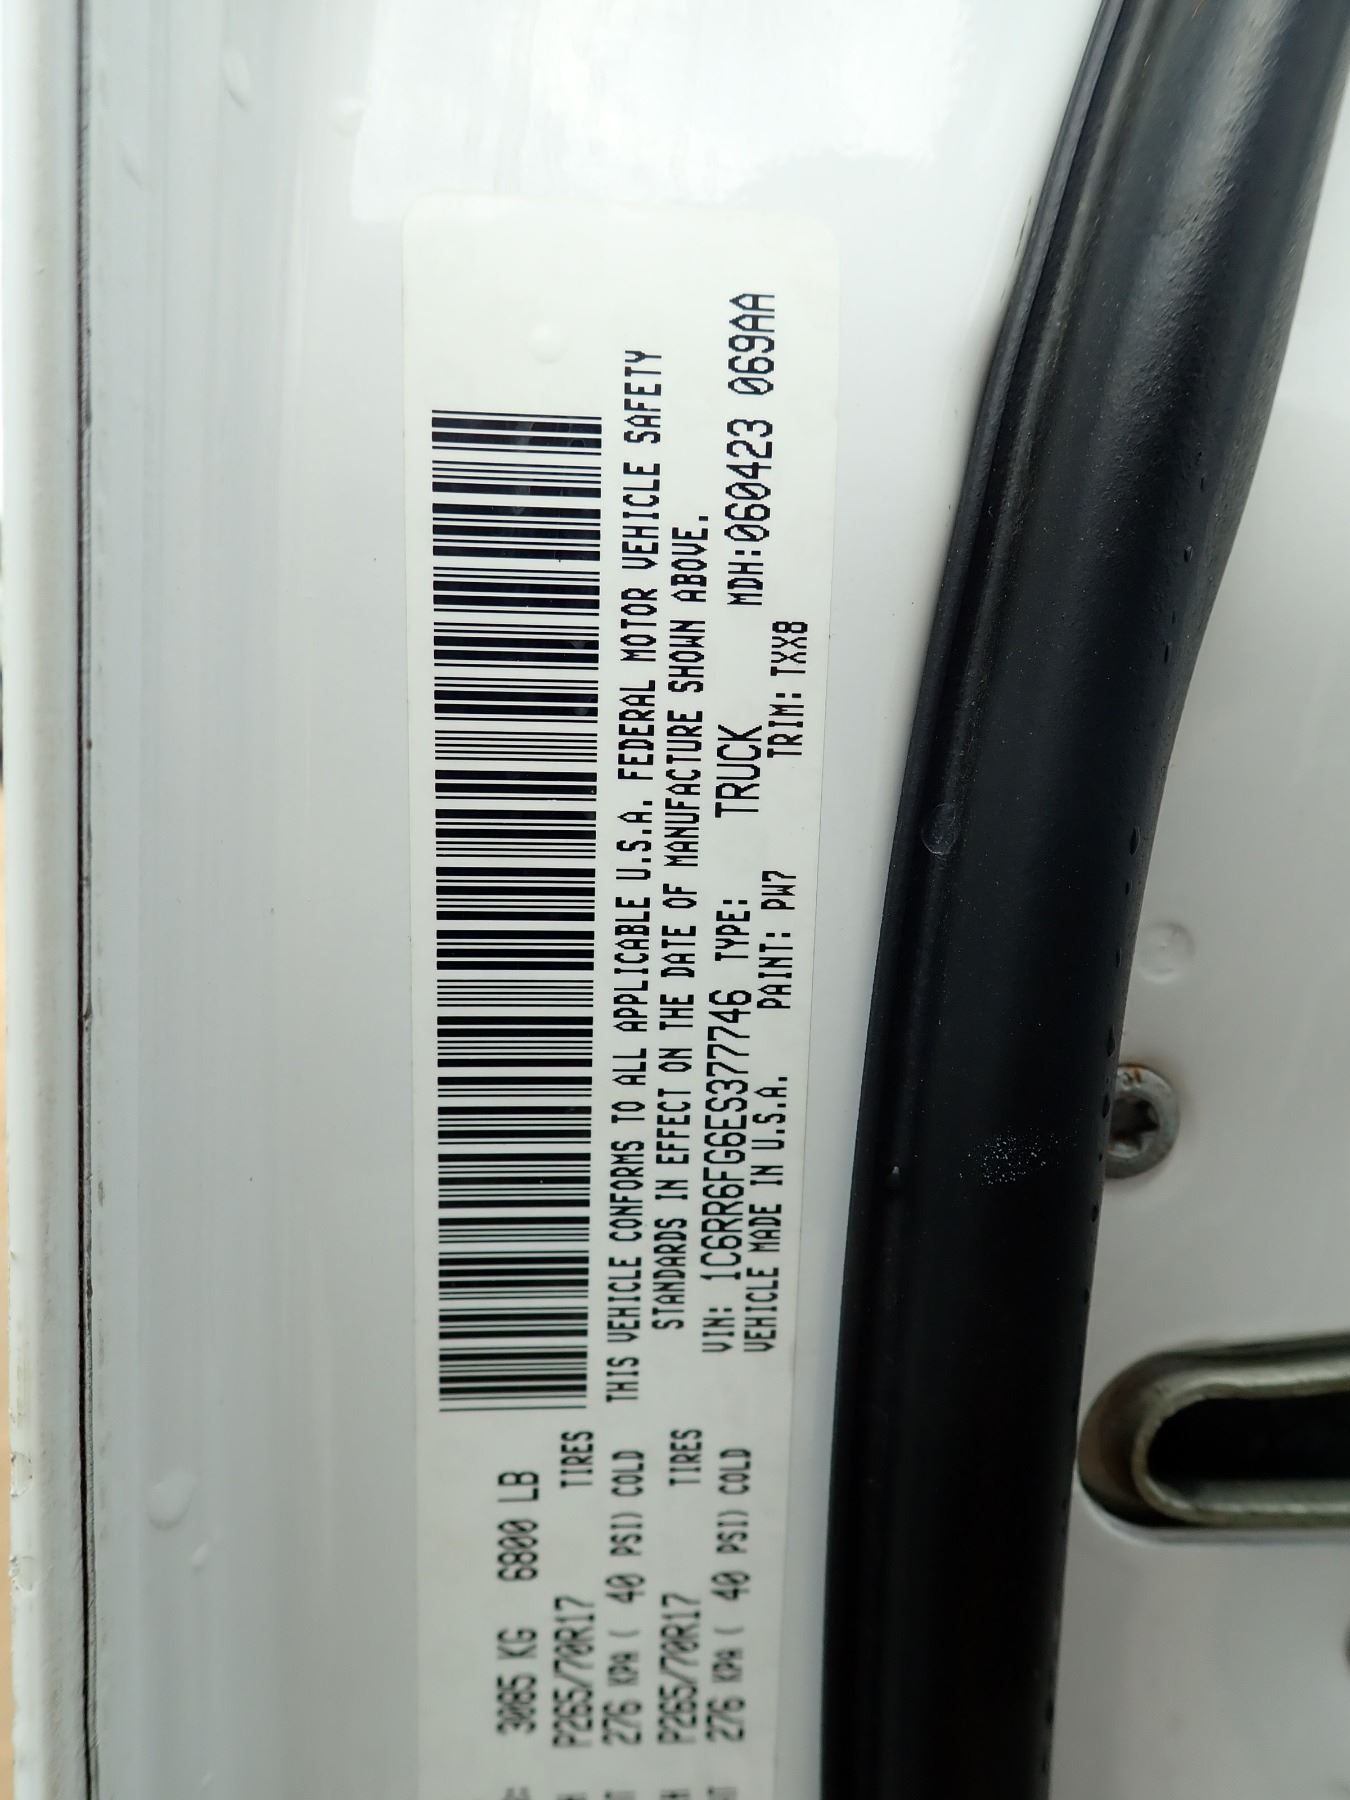 3085 KG 6800 LB
P265/70R17 TIRES
276 KPA ( 40 PSI) COLD
P265/70R17 TIRES
276 KPA ( 40 PSI) COLD
THIS VEHICLE CONFORMS TO ALL APPLICABLE U.S.A. FEDERAL MOTOR VEHICLE SAFETY
STANDARDS IN EFFECT ON THE DATE OF MANUFACTURE SHOWN ABOVE.
VIN: 1C6RR6FG6ES377746 TYPE: TRUCK MDH:060423 069AA
VEHICLE MADE IN U.S.A. PAINT: PW7 TRIM: TXX8